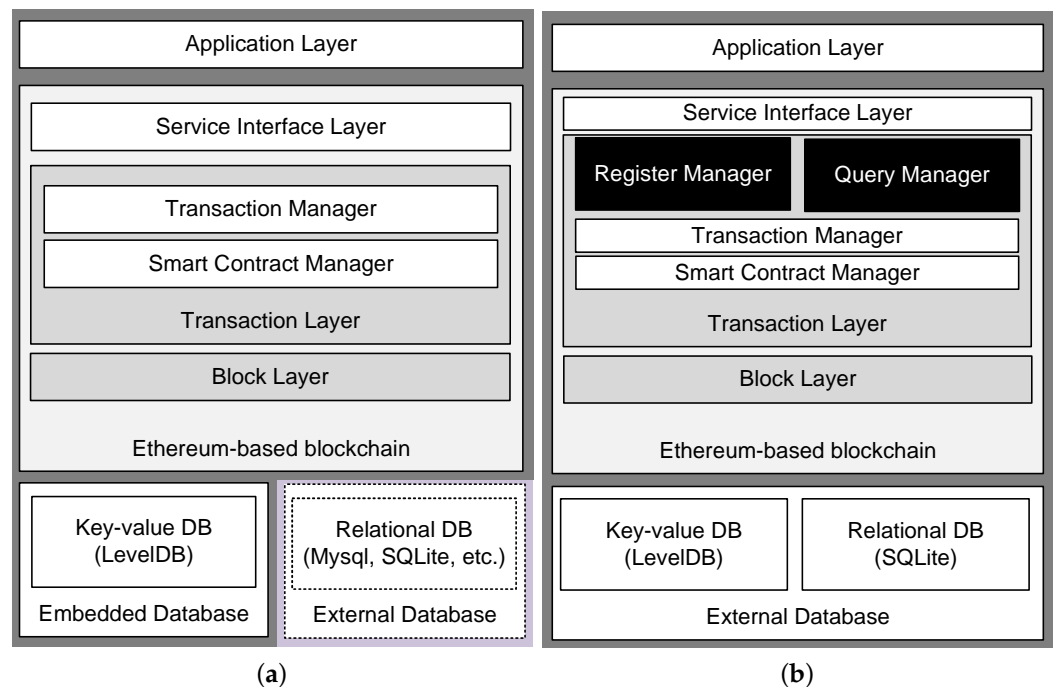 Application Layer
Service Interface Layer
Transaction Manager
Smart Contract Manager
Transaction Layer
Block Layer
Ethereum-based blockchain
Key-value DB
(LevelDB)
Embedded Database
Relational DB
(Mysql, SQLite, etc.)
External Database
(a)
Application Layer
Service Interface Layer
Register Manager
Query Manager
Transaction Manager
Smart Contract Manager
Transaction Layer
Block Layer
Ethereum-based blockchain
Key-value DB
(LevelDB)
Relational DB
(SQLite)
External Database
(b)